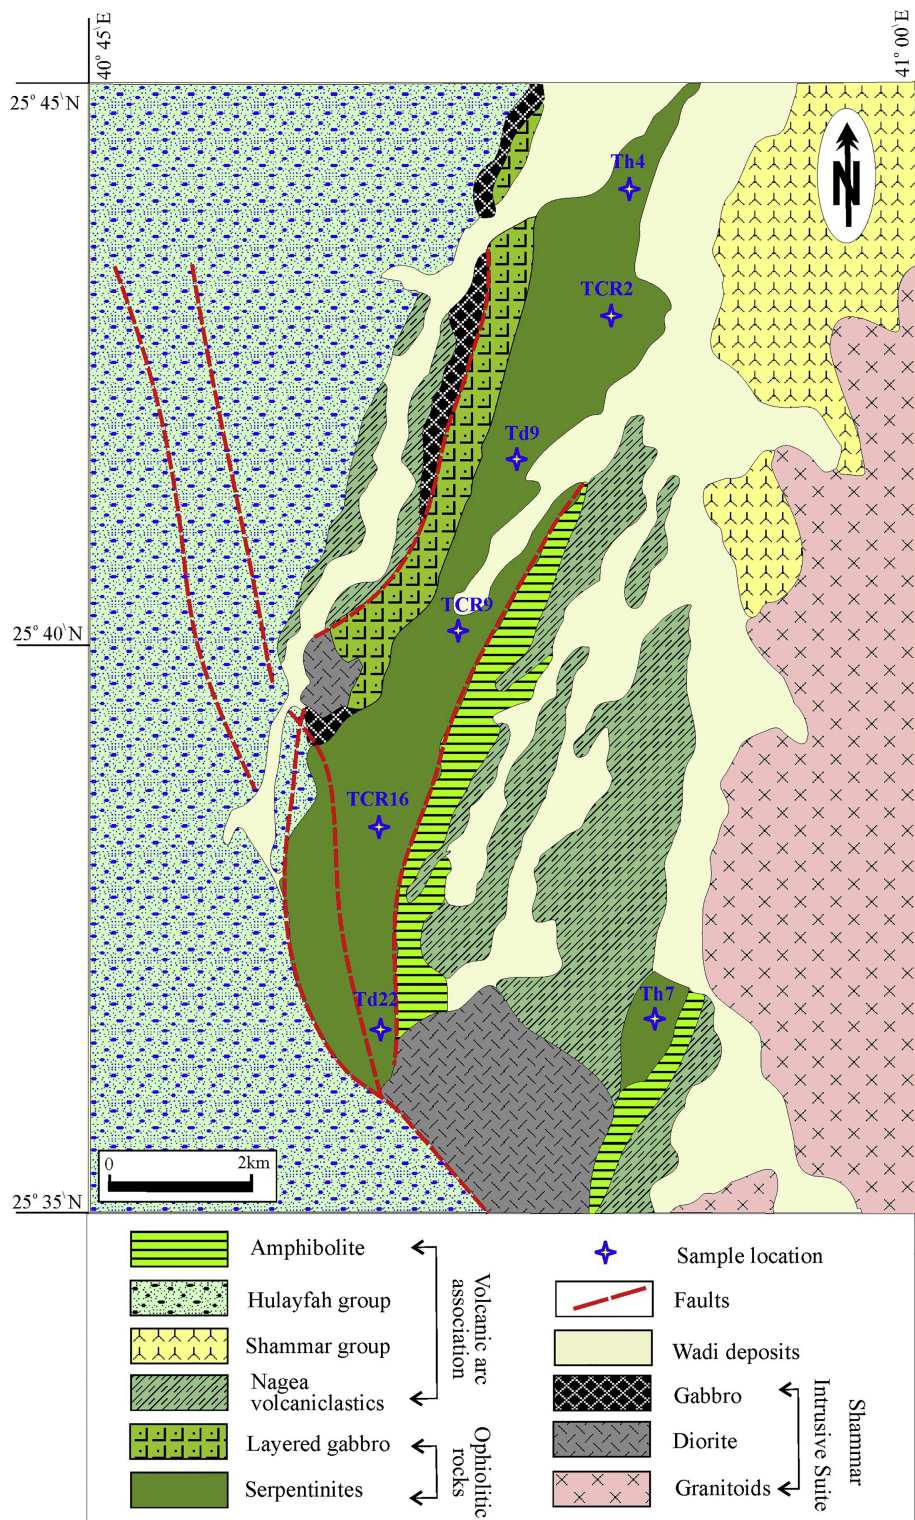 40° 45\E
41° 00\E
25° 45\N
N
Th4
TCR2
Td9
TCR9
25° 40\N
TCR16
Td22
Th7
0 2km
25° 35\N
Amphibolite
Hulayfah group
Shammar group
Nagea
volcaniclastics
Layered gabbro
Serpentinites
Volcanic arc
association
Ophiolitic
rocks
Sample location
Faults
Wadi deposits
Gabbro
Diorite
Granitoids
Shammar
Intrusive Suite